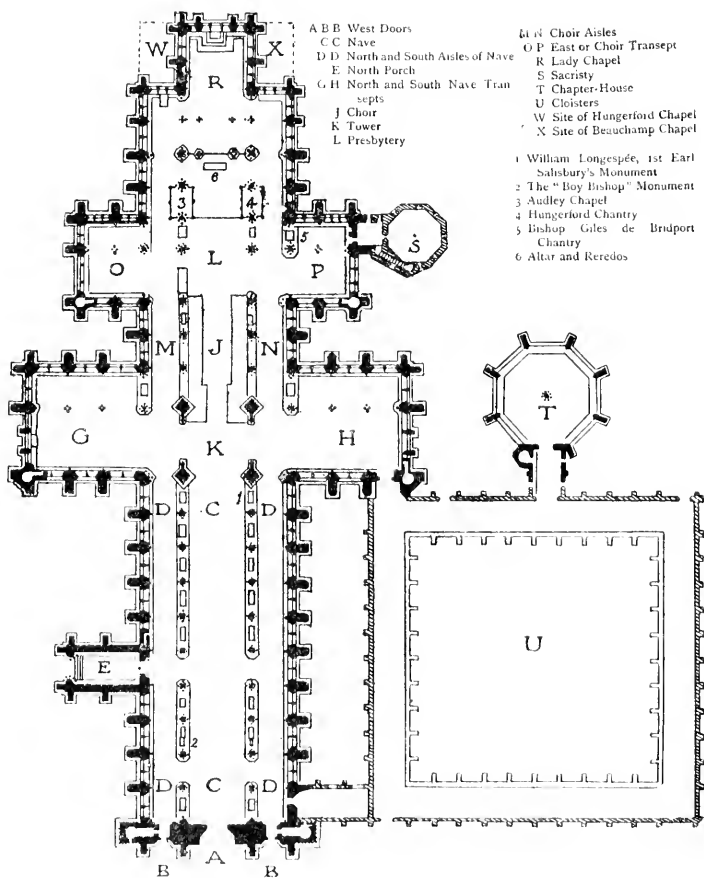 A B B West Doors
C C Nave
D D North and South Aisles of Nave
E North Porch
G H North and South Nave Tran
septs
J Choir
K Tower
L Presbytery
M N Choir Aisles
O P East or Choir Transept
R Lady Chapel
S Sacristy
T Chapter-House
U Cloisters
W Site of Hungerford Chapel
X Site of Beauchamp Chapel
1 William Longespée, 1st Earl
Salisbury's Monument
2 The "Boy Bishop" Monument
3 Audley Chapel
4 Hungerford Chantry
5 Bishop Giles de Bridport
Chantry
6 Altar and Reredos
W X
R
6
3 4
5
O L P S
M J N
G K H T
D C 1 D
E U
2
D C D
A
B B